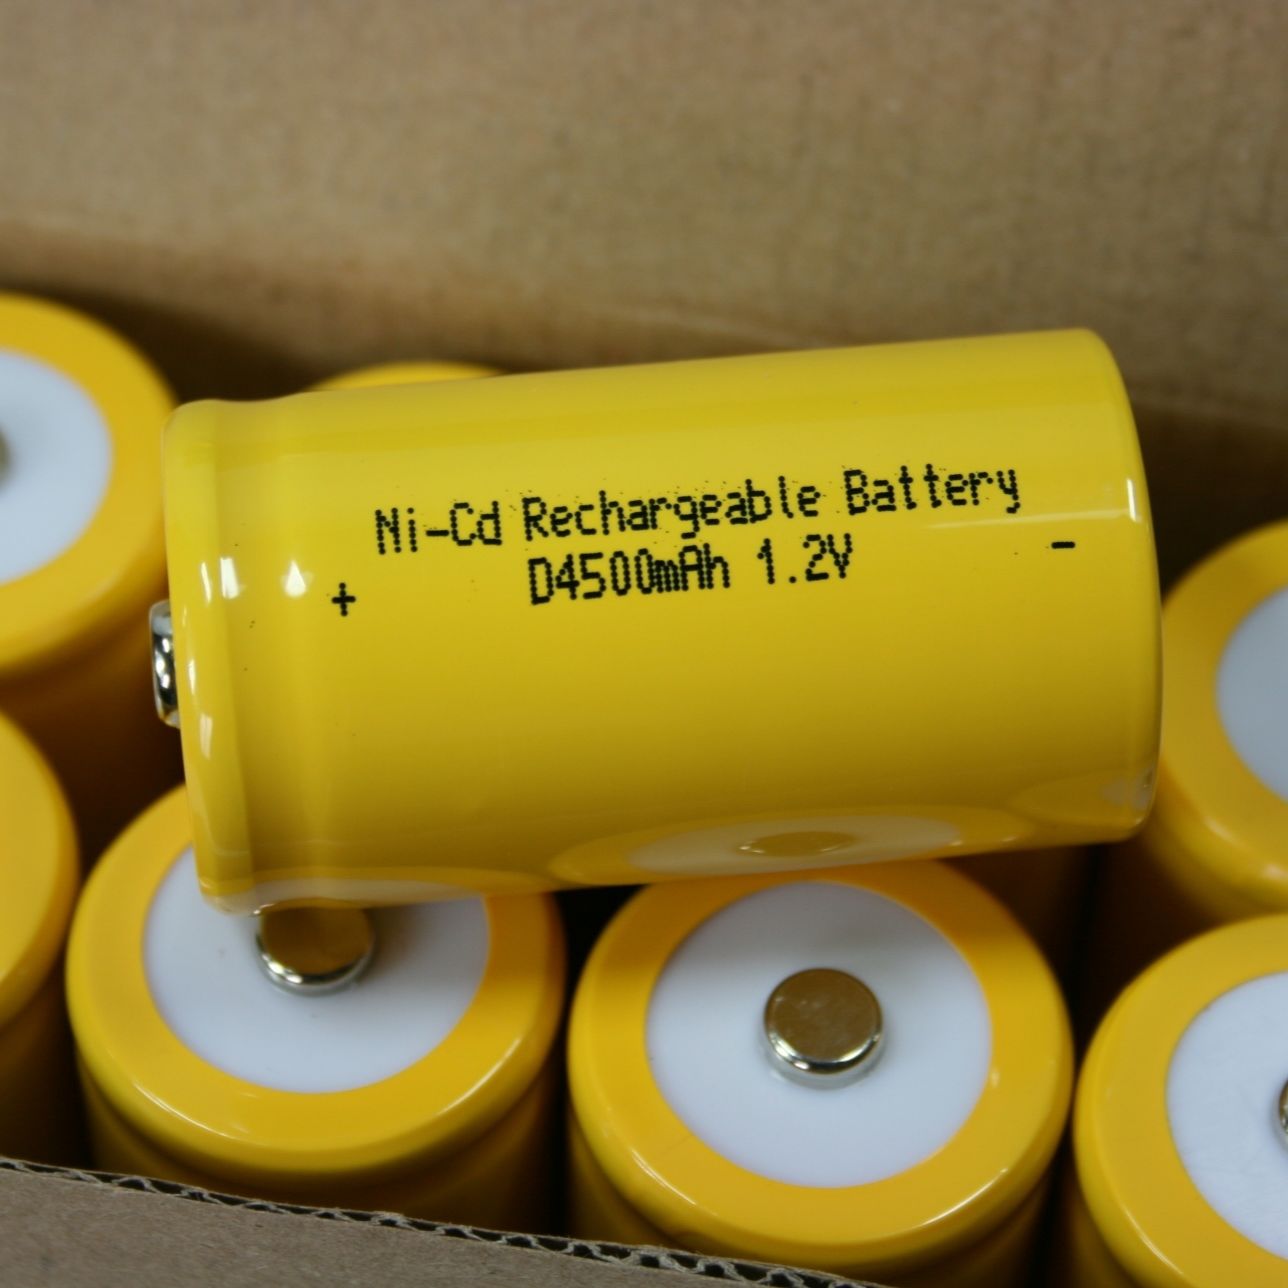 Ni-Cd Rechargeable Battery
D4500mAh 1.2V
+ -